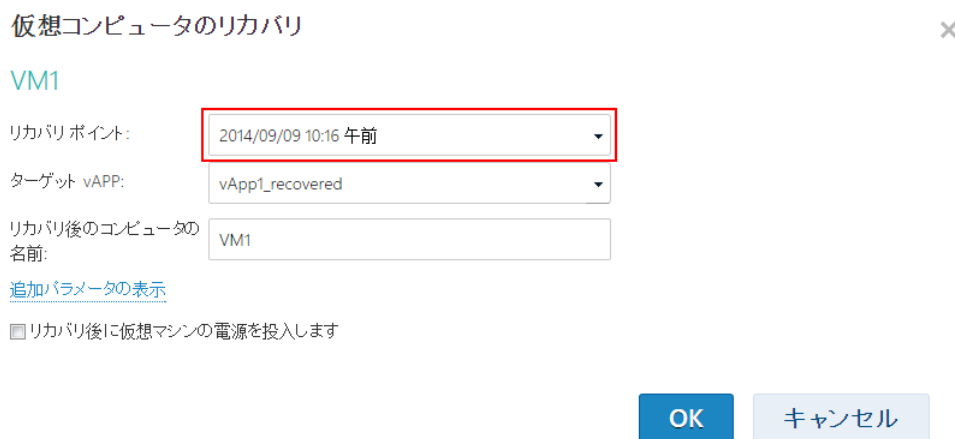 仮想コンピュータのリカバリ
VM1
リカバリ ポイント:
2014/09/09 10:16 午前
ターゲット vAPP:
vApp1_recovered
リカバリ後のコンピュータの
名前:
VM1
追加パラメータの表示
リカバリ後に仮想マシンの電源を投入します
OK
キャンセル